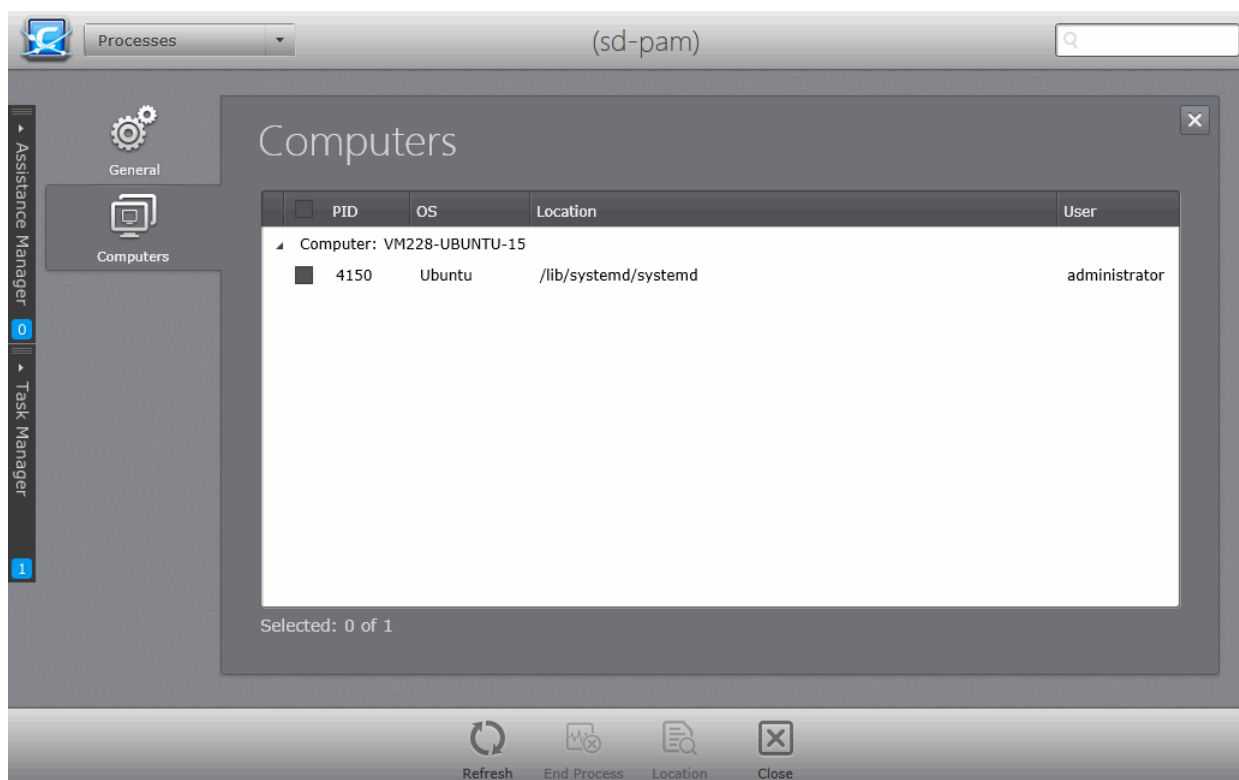 Processes
(sd-pam)
Assistance Manager
0
Task Manager
1
General
Computers
Computers
PID OS Location User
Computer: VM228-UBUNTU-15
4150 Ubuntu /lib/systemd/systemd administrator
Selected: 0 of 1
Refresh End Process Location Close